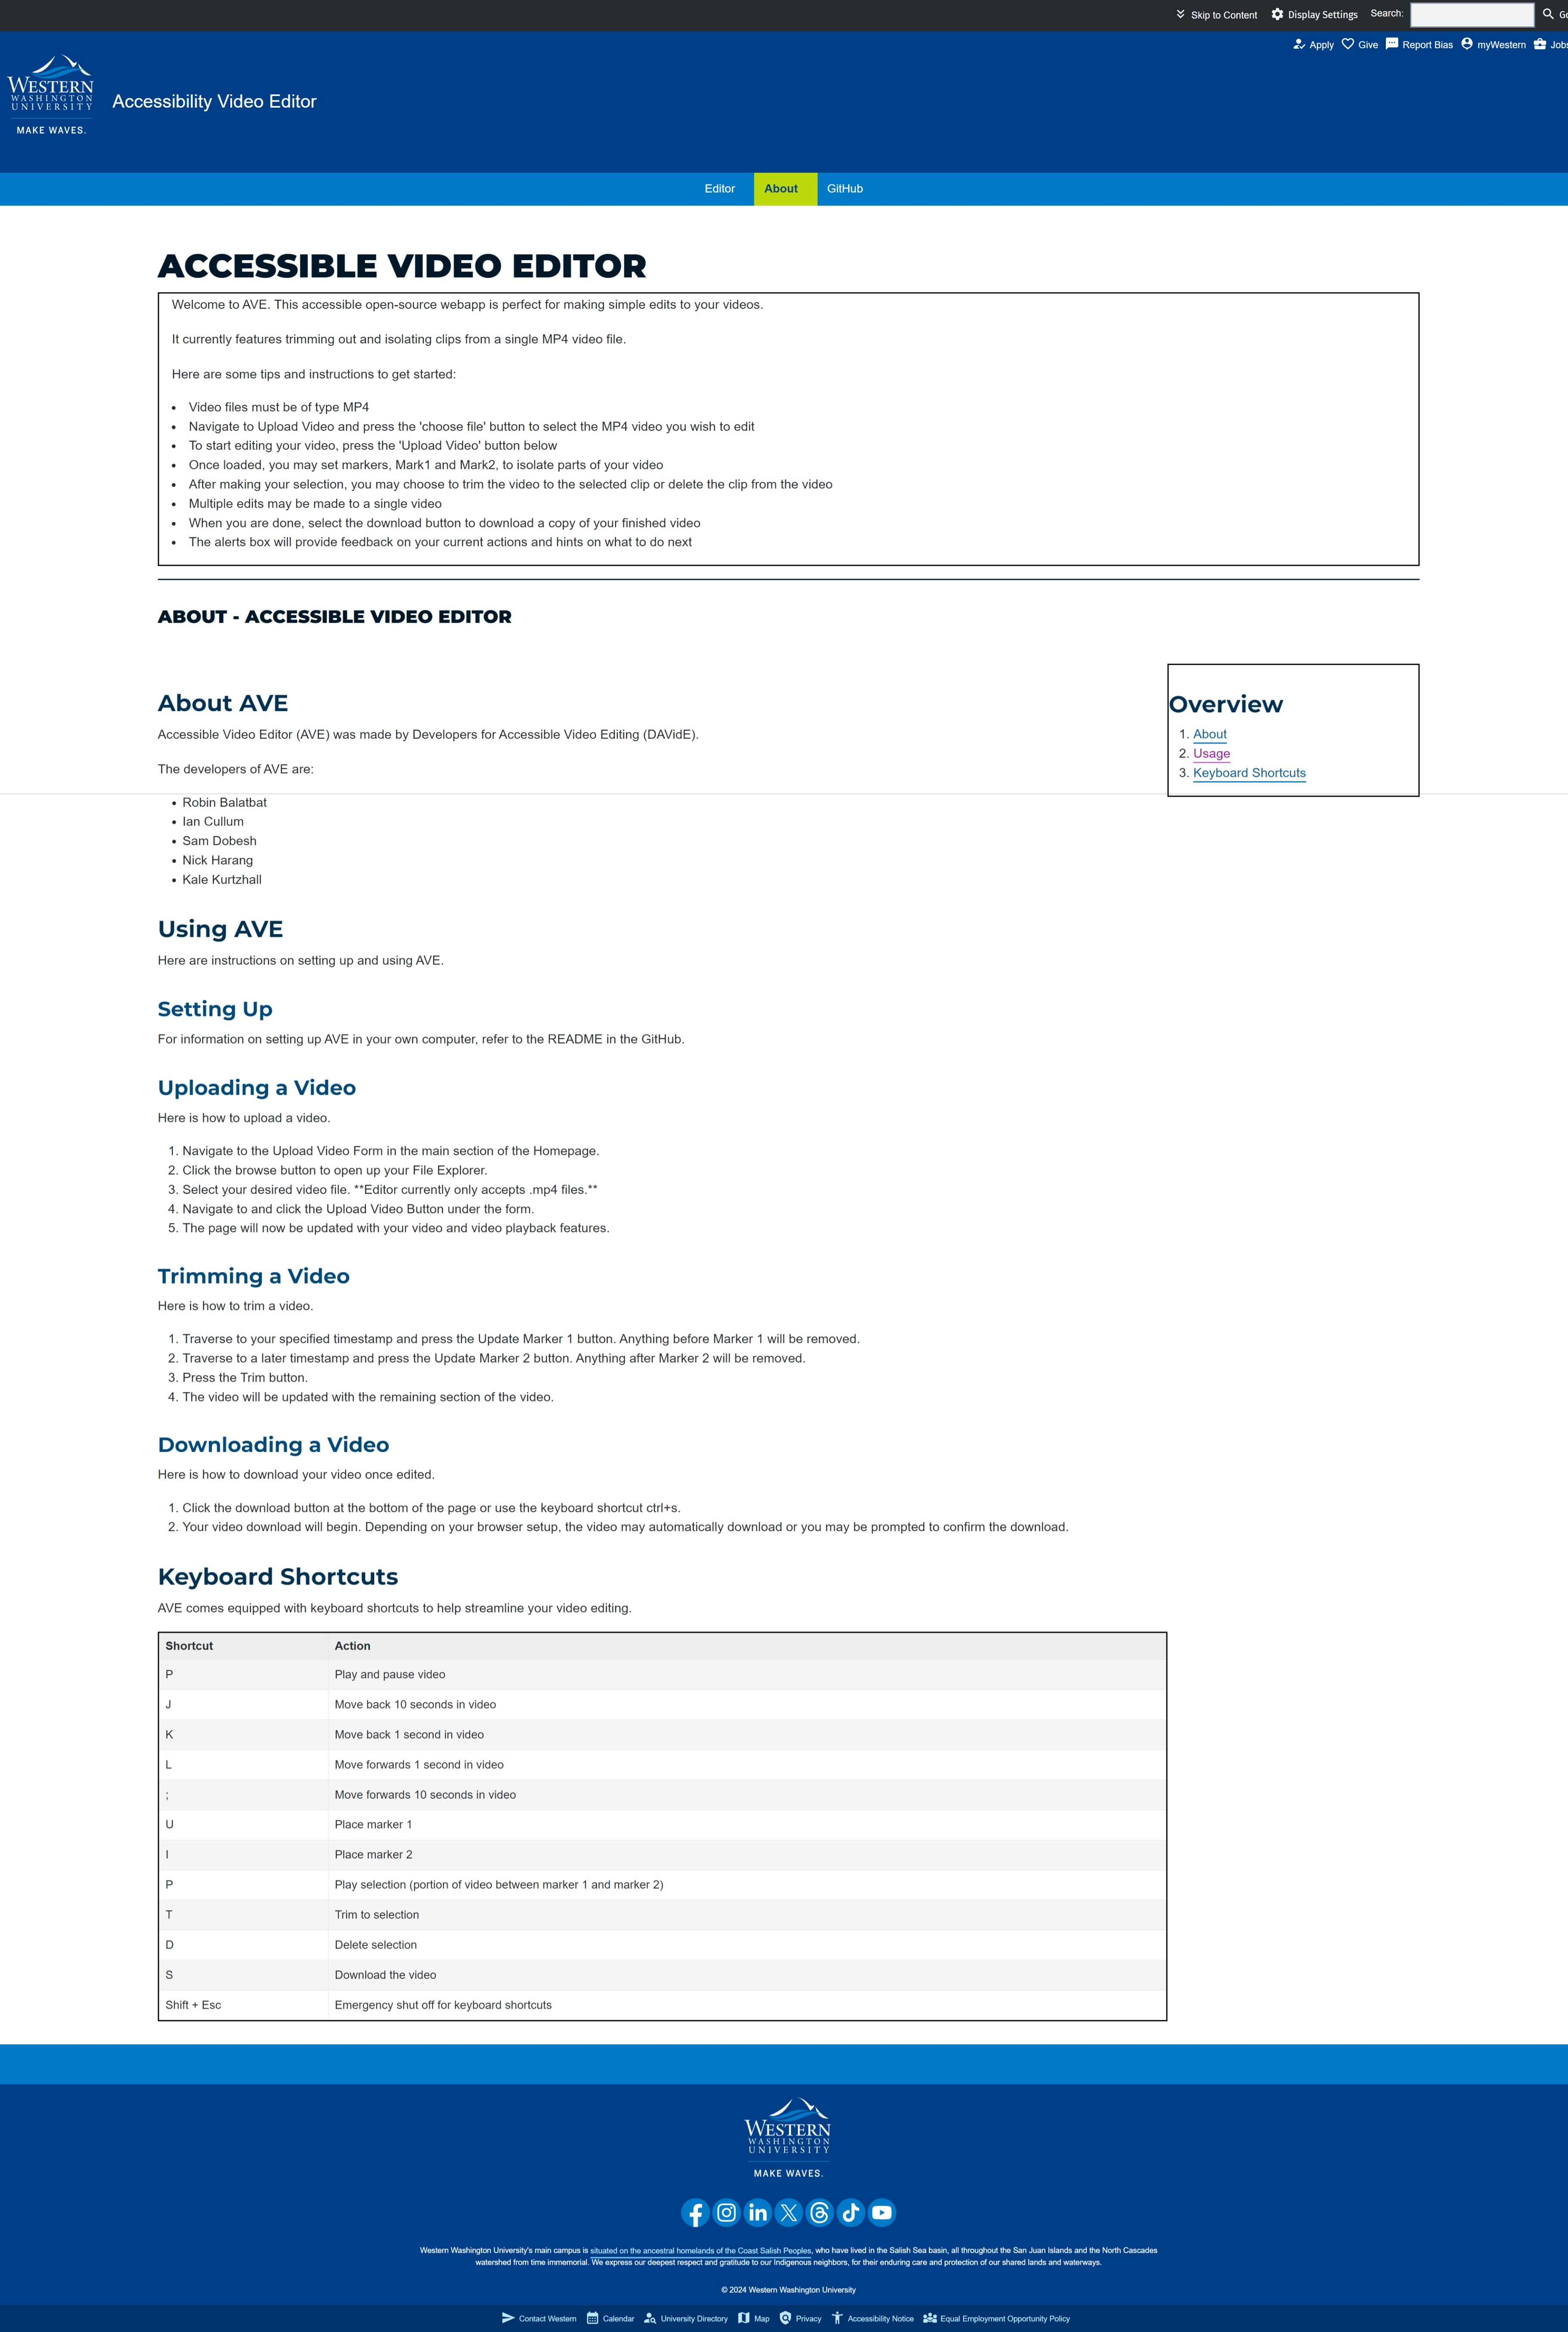 Skip to Content Display Settings Search:
Apply Give Report Bias myWestern Jobs
WESTERN
WASHINGTON
UNIVERSITY
MAKE WAVES.
Accessibility Video Editor
Editor About GitHub
ACCESSIBLE VIDEO EDITOR
Welcome to AVE. This accessible open-source webapp is perfect for making simple edits to your videos.
It currently features trimming out and isolating clips from a single MP4 video file.
Here are some tips and instructions to get started:
• Video files must be of type MP4
• Navigate to Upload Video and press the 'choose file' button to select the MP4 video you wish to edit
• To start editing your video, press the 'Upload Video' button below
• Once loaded, you may set markers, Mark1 and Mark2, to isolate parts of your video
• After making your selection, you may choose to trim the video to the selected clip or delete the clip from the video
• Multiple edits may be made to a single video
• When you are done, select the download button to download a copy of your finished video
• The alerts box will provide feedback on your current actions and hints on what to do next
ABOUT - ACCESSIBLE VIDEO EDITOR
About AVE
Accessible Video Editor (AVE) was made by Developers for Accessible Video Editing (DAVidE).
The developers of AVE are:
• Robin Balatbat
• Ian Cullum
• Sam Dobesh
• Nick Harang
• Kale Kurtzhall
Overview
1. About
2. Usage
3. Keyboard Shortcuts
Using AVE
Here are instructions on setting up and using AVE.
Setting Up
For information on setting up AVE in your own computer, refer to the README in the GitHub.
Uploading a Video
Here is how to upload a video.
1. Navigate to the Upload Video Form in the main section of the Homepage.
2. Click the browse button to open up your File Explorer.
3. Select your desired video file. **Editor currently only accepts .mp4 files.**
4. Navigate to and click the Upload Video Button under the form.
5. The page will now be updated with your video and video playback features.
Trimming a Video
Here is how to trim a video.
1. Traverse to your specified timestamp and press the Update Marker 1 button. Anything before Marker 1 will be removed.
2. Traverse to a later timestamp and press the Update Marker 2 button. Anything after Marker 2 will be removed.
3. Press the Trim button.
4. The video will be updated with the remaining section of the video.
Downloading a Video
Here is how to download your video once edited.
1. Click the download button at the bottom of the page or use the keyboard shortcut ctrl+s.
2. Your video download will begin. Depending on your browser setup, the video may automatically download or you may be prompted to confirm the download.
Keyboard Shortcuts
AVE comes equipped with keyboard shortcuts to help streamline your video editing.
Shortcut Action
P Play and pause video
J Move back 10 seconds in video
K Move back 1 second in video
L Move forwards 1 second in video
; Move forwards 10 seconds in video
U Place marker 1
I Place marker 2
P Play selection (portion of video between marker 1 and marker 2)
T Trim to selection
D Delete selection
S Download the video
Shift + Esc Emergency shut off for keyboard shortcuts
WESTERN
WASHINGTON
UNIVERSITY
MAKE WAVES.
Western Washington University's main campus is situated on the ancestral homelands of the Coast Salish Peoples, who have lived in the Salish Sea basin, all throughout the San Juan Islands and the North Cascades
watershed from time immemorial. We express our deepest respect and gratitude to our Indigenous neighbors, for their enduring care and protection of our shared lands and waterways.
© 2024 Western Washington University
Contact Western Calendar University Directory Map Privacy Accessibility Notice Equal Employment Opportunity Policy